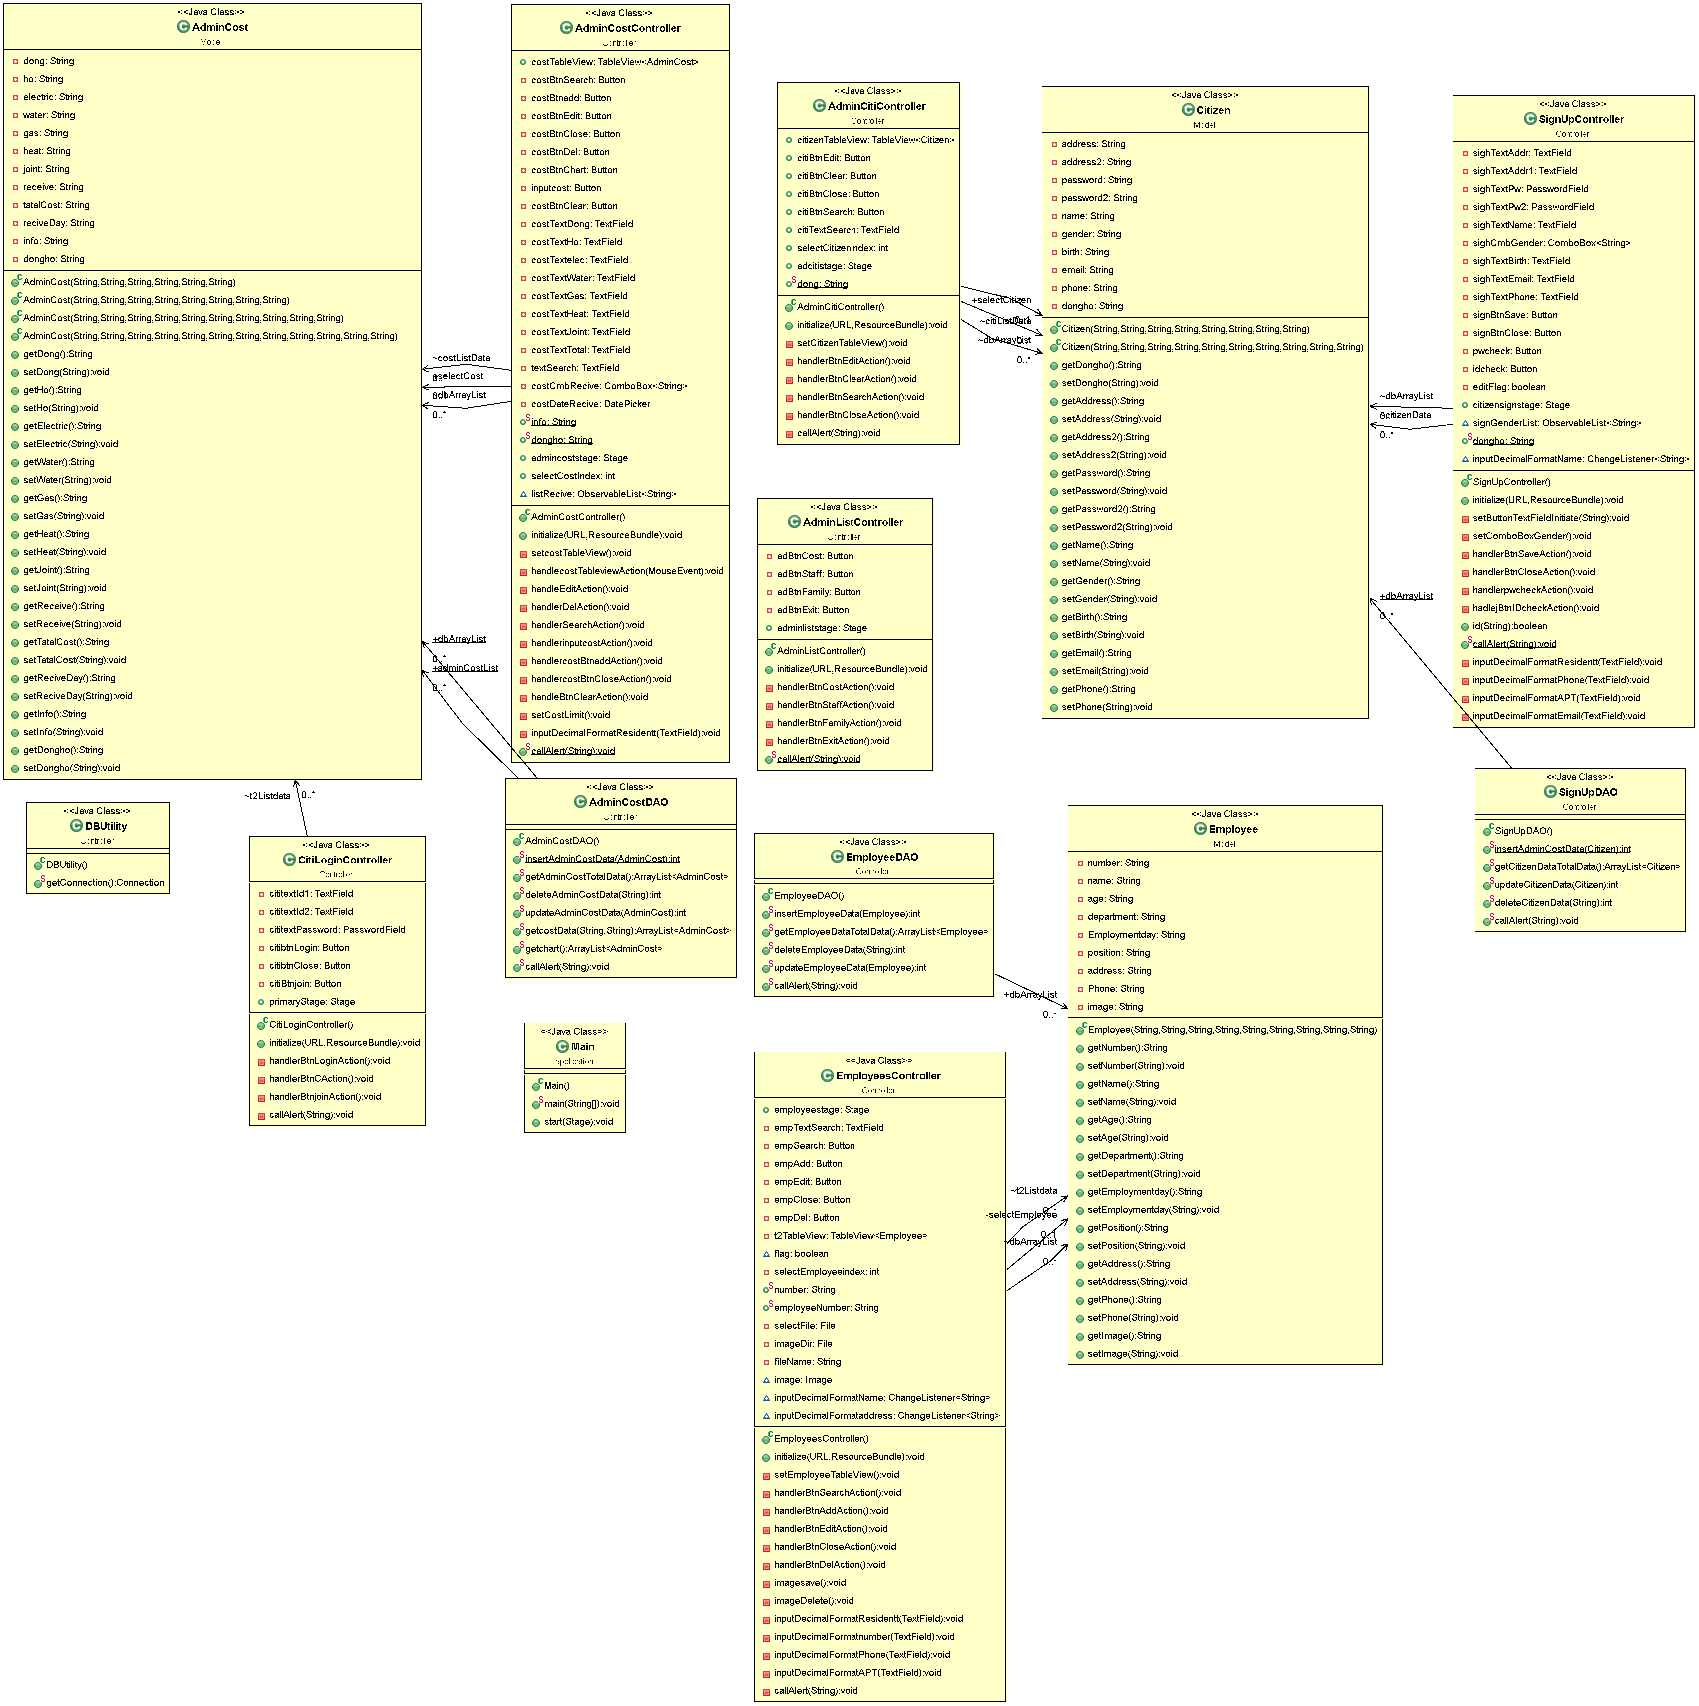 <<Java Class>>
AdminCost
dong: String
ho: String
electric: String
water: String
gas: String
heat: String
joint: String
receive: String
tatalCost: String
reciveDay: String
info: String
dongho: String
AdminCost(String,String,String,String,String,String)
AdminCost(String,String,String,String,String,String,String,String)
AdminCost(String,String,String,String,String,String,String,String,String,String)
AdminCost(String,String,String,String,String,String,String,String,String,String,String,String)
getDong():String
setDong(String):void
getHo():String
setHo(String):void
getElectric():String
setElectric(String):void
getWater():String
setWater(String):void
getGas():String
setGas(String):void
getHeat():String
setHeat(String):void
getJoint():String
setJoint(String):void
getReceive():String
setReceive(String):void
getTatalCost():String
setTatalCost(String):void
getReciveDay():String
setReciveDay(String):void
getInfo():String
setInfo(String):void
getDongho():String
setDongho(String):void
<<Java Class>>
AdminCostController
costTableView: TableView<AdminCost>
costBtnSearch: Button
costBtnadd: Button
costBtnEdit: Button
costBtnClose: Button
costBtnDel: Button
costBtnChart: Button
inputcost: Button
costBtnClear: Button
costTextDong: TextField
costTextHo: TextField
costTextelec: TextField
costTextWater: TextField
costTextGas: TextField
costTextHeat: TextField
costTextJoint: TextField
costTextTotal: TextField
textSearch: TextField
costCmbRecive: ComboBox<String>
costDateRecive: DatePicker
info: String
dongho: String
admincoststage: Stage
selectCostIndex: int
listRecive: ObservableList<String>
AdminCostController()
initialize(URL,ResourceBundle):void
setcostTableView():void
handlecostTableviewAction(MouseEvent):void
handleEditAction():void
handlerDelAction():void
handlerSearchAction():void
handlerinputcostAction():void
handlercostBtnaddAction():void
handlercostBtnCloseAction():void
handleBtnClearAction():void
setCostLimit():void
inputDecimalFormatResidentt(TextField):void
callAlert(String):void
~costListData
selectCost
dbArrayList
0..*
<<Java Class>>
AdminCitiController
Controller
citizenTableView: TableView<Citizen>
citiBtnEdit: Button
citiBtnClear: Button
citiBtnClose: Button
citiBtnSearch: Button
citiTextSearch: TextField
selectCitizenindex: int
adcitistage: Stage
dong: String
AdminCitiController()
initialize(URL,ResourceBundle):void
setCitizenTableView():void
handlerBtnEditAction():void
handlerBtnClearAction():void
handlerBtnSearchAction():void
handlerBtnCloseAction():void
callAlert(String):void
+selectCitizen
~citiListData
~dbArrayList
0..*
<<Java Class>>
Citizen
Model
address: String
address2: String
password: String
password2: String
name: String
gender: String
birth: String
email: String
phone: String
dongho: String
Citizen(String,String,String,String,String,String,String,String)
Citizen(String,String,String,String,String,String,String,String,String,String)
getDongho():String
setDongho(String):void
getAddress():String
setAddress(String):void
getAddress2():String
setAddress2(String):void
getPassword():String
setPassword(String):void
getPassword2():String
setPassword2(String):void
getName():String
setName(String):void
getGender():String
setGender(String):void
getBirth():String
setBirth(String):void
getEmail():String
setEmail(String):void
getPhone():String
setPhone(String):void
<<Java Class>>
SignUpController
Controller
sighTextAddr: TextField
sighTextAddr1: TextField
sighTextPw: PasswordField
sighTextPw2: PasswordField
sighTextName: TextField
sighCmbGender: ComboBox<String>
sighTextBirth: TextField
sighTextEmail: TextField
sighTextPhone: TextField
signBtnSave: Button
signBtnClose: Button
pwcheck: Button
idcheck: Button
editFlag: boolean
citizensignstage: Stage
signGenderList: ObservableList<String>
dongho: String
inputDecimalFormatName: ChangeListener<String>
SignUpController()
initialize(URL,ResourceBundle):void
setButtonTextFieldInitiate(String):void
setComboBoxGender():void
handlerBtnSaveAction():void
handlerBtnCloseAction():void
handlerpwcheckAction():void
hadlejBtnIDcheckAction():void
id(String):boolean
callAlert(String):void
inputDecimalFormatResidentt(TextField):void
inputDecimalFormatPhone(TextField):void
inputDecimalFormatAPT(TextField):void
inputDecimalFormatEmail(TextField):void
~dbArrayList
citizenData
0..*
+dbArrayList
0..*
<<Java Class>>
AdminListController
adBtnCost: Button
adBtnStaff: Button
adBtnFamily: Button
adBtnExit: Button
adminliststage: Stage
AdminListController()
initialize(URL,ResourceBundle):void
handlerBtnCostAction():void
handlerBtnStaffAction():void
handlerBtnFamilyAction():void
handlerBtnExitAction():void
callAlert(String):void
+dbArrayList
+adminCostList
0..*
~t2Listdata
0..*
<<Java Class>>
DBUtility
DBUtility()
getConnection():Connection
<<Java Class>>
CitiLoginController
Controller
cititextId1: TextField
cititextId2: TextField
cititextPassword: PasswordField
citibtnLogin: Button
citibtnClose: Button
citiBtnjoin: Button
primaryStage: Stage
CitiLoginController()
initialize(URL,ResourceBundle):void
handlerBtnLoginAction():void
handlerBtnCAction():void
handlerBtnjoinAction():void
callAlert(String):void
<<Java Class>>
AdminCostDAO
AdminCostDAO()
insertAdminCostData(AdminCost):int
getAdminCostTotalData():ArrayList<AdminCost>
deleteAdminCostData(String):int
updateAdminCostData(AdminCost):int
getcostData(String,String):ArrayList<AdminCost>
getchart():ArrayList<AdminCost>
callAlert(String):void
<<Java Class>>
Main
application
Main()
main(String[]):void
start(Stage):void
<<Java Class>>
EmployeeDAO
Controller
EmployeeDAO()
insertEmployeeData(Employee):int
getEmployeeDataTotalData():ArrayList<Employee>
deleteEmployeeData(String):int
updateEmployeeData(Employee):int
callAlert(String):void
+dbArrayList
0..*
<<Java Class>>
Employee
Model
number: String
name: String
age: String
department: String
Employmentday: String
position: String
address: String
Phone: String
image: String
Employee(String,String,String,String,String,String,String,String,String)
getNumber():String
setNumber(String):void
getName():String
setName(String):void
getAge():String
setAge(String):void
getDepartment():String
setDepartment(String):void
getEmploymentday():String
setEmploymentday(String):void
getPosition():String
setPosition(String):void
getAddress():String
setAddress(String):void
getPhone():String
setPhone(String):void
getImage():String
setImage(String):void
<<Java Class>>
SignUpDAO
Controller
SignUpDAO()
insertAdminCostData(Citizen):int
getCitizenDataTotalData():ArrayList<Citizen>
updateCitizenData(Citizen):int
deleteCitizenData(String):int
callAlert(String):void
<<Java Class>>
EmployeesController
Controller
employeestage: Stage
empTextSearch: TextField
empSearch: Button
empAdd: Button
empEdit: Button
empClose: Button
empDel: Button
t2TableView: TableView<Employee>
flag: boolean
selectEmployeeindex: int
number: String
employeeNumber: String
selectFile: File
imageDir: File
fileName: String
image: Image
inputDecimalFormatName: ChangeListener<String>
inputDecimalFormataddress: ChangeListener<String>
EmployeesController()
initialize(URL,ResourceBundle):void
setEmployeeTableView():void
handlerBtnSearchAction():void
handlerBtnAddAction():void
handlerBtnEditAction():void
handlerBtnCloseAction():void
handlerBtnDelAction():void
imagesave():void
imageDelete():void
inputDecimalFormatResidentt(TextField):void
inputDecimalFormatnumber(TextField):void
inputDecimalFormatPhone(TextField):void
inputDecimalFormatAPT(TextField):void
callAlert(String):void
~t2Listdata
-selectEmployee
~dbArrayList
0..*